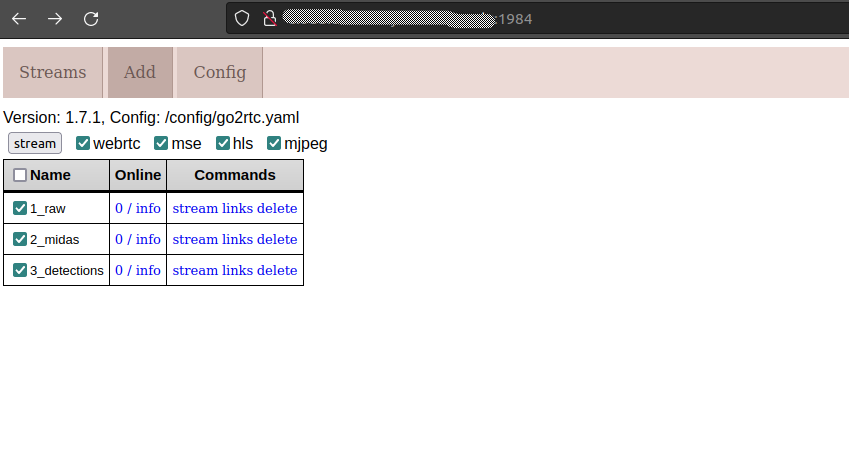 :1984
Streams Add Config
Version: 1.7.1, Config: /config/go2rtc.yaml
stream webrtc mse hls mjpeg
Name Online Commands
1_raw 0 / info stream links delete
2_midas 0 / info stream links delete
3_detections 0 / info stream links delete